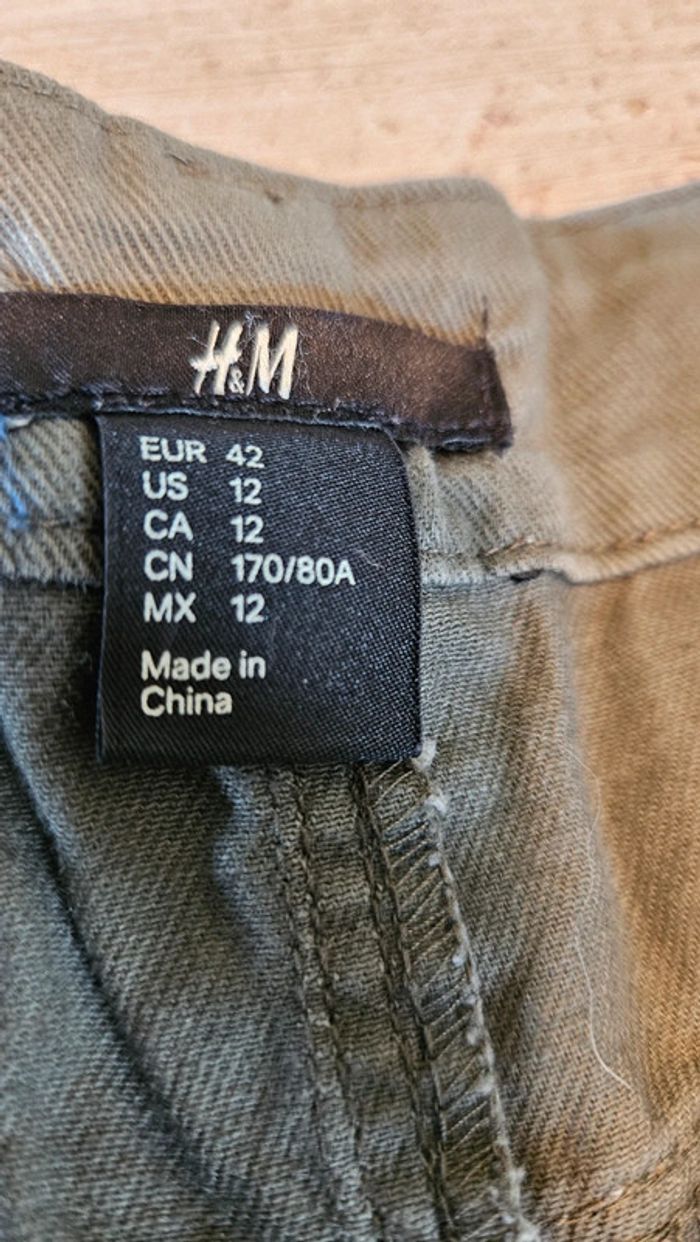 H&M
EUR 42
US 12
CA 12
CN 170/80A
MX 12
Made in
China